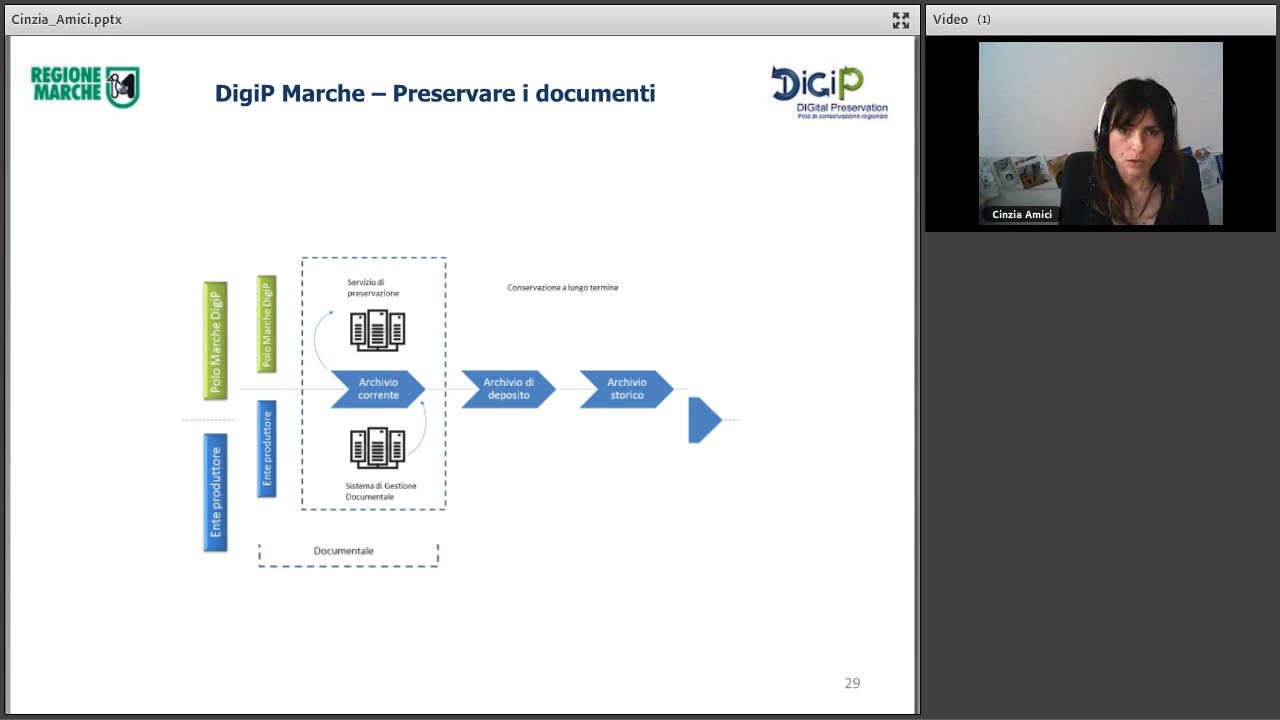 Cinzia_Amici.pptx
Video (1)
REGIONE
MARCHE
DigiP Marche – Preservare i documenti
DigiP
DIGital Preservation
Polo di conservazione regionale
Cinzia Amici
Servizio di
preservazione
Conservazione a lungo termine
Polo Marche DigiP
Polo Marche DigiP
Archivio
corrente
Archivio di
deposito
Archivio
storico
Ente produttore
Ente produttore
Sistema di Gestione
Documentale
Documentale
29